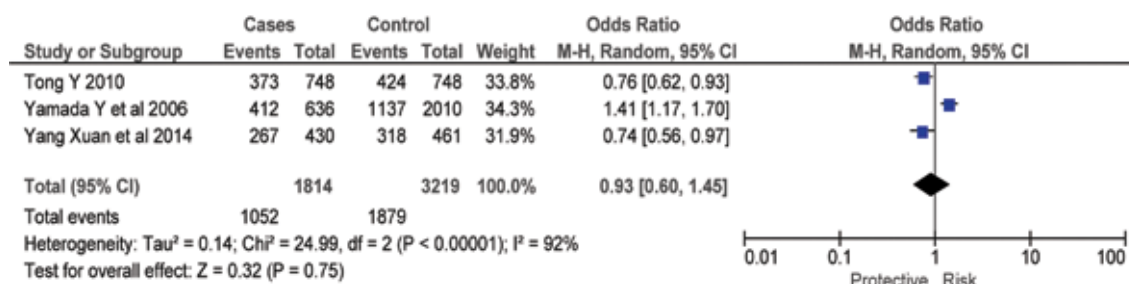 Cases Control Odds Ratio Odds Ratio
Study or Subgroup Events Total Events Total Weight M-H, Random, 95% CI M-H, Random, 95% CI
Tong Y 2010 373 748 424 748 33.8% 0.76 [0.62, 0.93]
Yamada Y et al 2006 412 636 1137 2010 34.3% 1.41 [1.17, 1.70]
Yang Xuan et al 2014 267 430 318 461 31.9% 0.74 [0.56, 0.97]
Total (95% CI) 1814 3219 100.0% 0.93 [0.60, 1.45]
Total events 1052 1879
Heterogeneity: Tau² = 0.14; Chi² = 24.99, df = 2 (P < 0.00001); I² = 92%
Test for overall effect: Z = 0.32 (P = 0.75)
0.01 0.1 1 10 100
Protective Risk